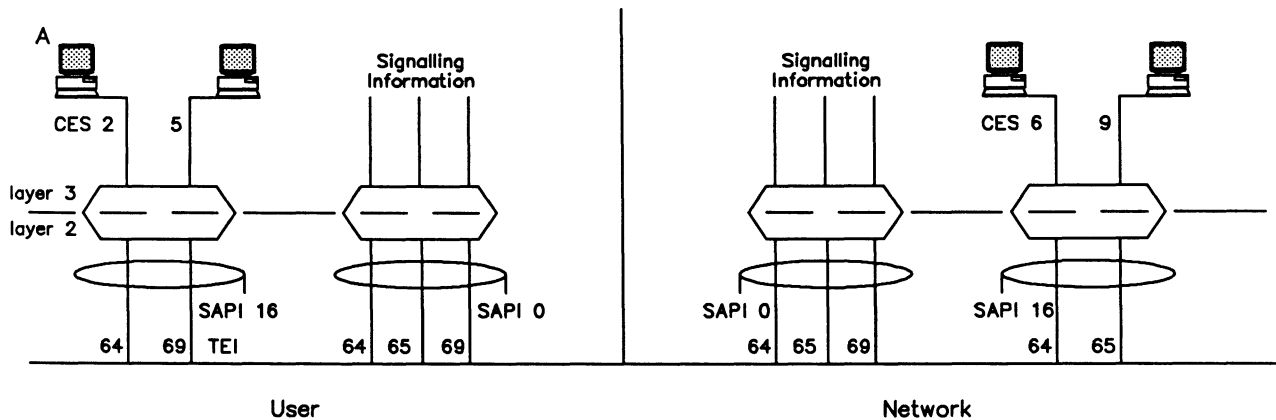 A
Signalling
Information
Signalling
Information
CES 2
5
CES 6
9
layer 3
layer 2
SAPI 16
SAPI 0
SAPI 0
SAPI 16
64
69
TEI
64
65
69
64
65
69
64
65
User
Network